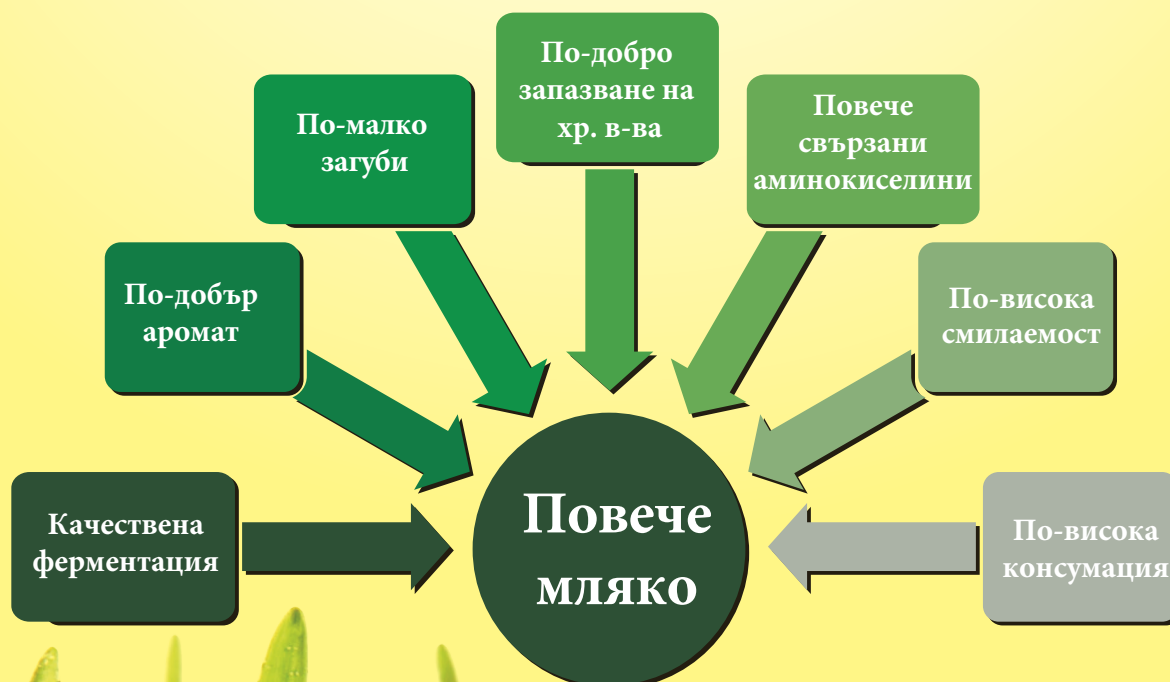 Качествена
ферментация
По-добър
аромат
По-малко
загуби
По-добро
запазване на
хр. в-ва
Повече
свързани
аминокиселини
По-висока
смилаемост
По-висока
консумация
Повече
мляко